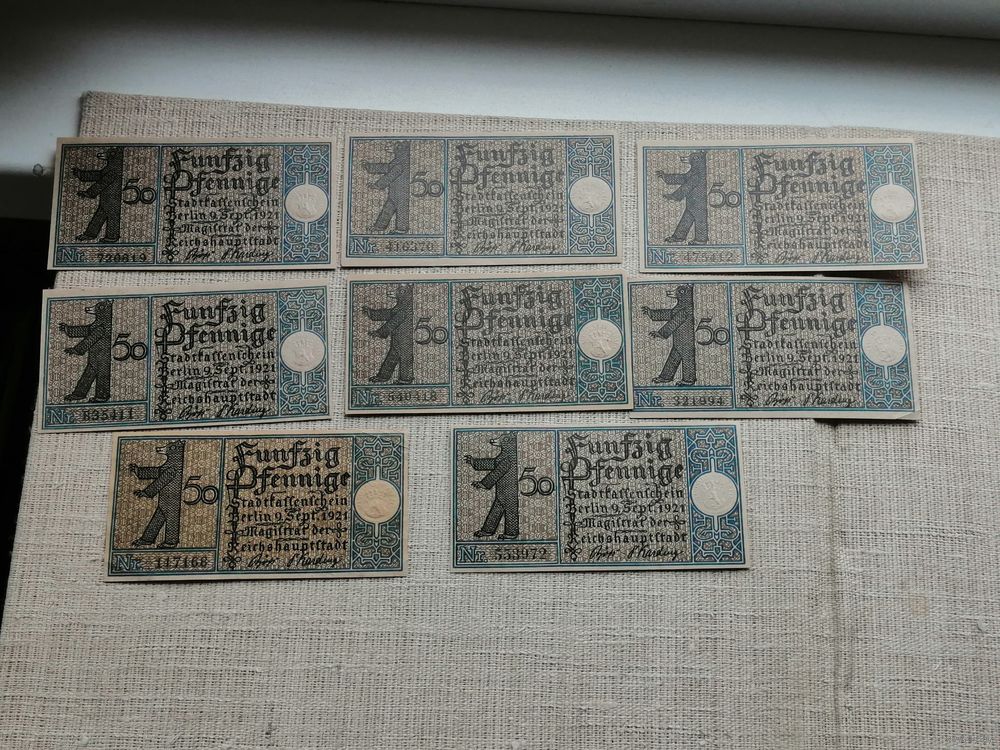 50
Funfzig
Pfennige
Stadtkassenschein
Berlin 9. Sept. 1921
Magistrat der
Reichshauptstadt
Nr. 720619
50
Funfzig
Pfennige
Stadtkassenschein
Berlin 9. Sept. 1921
Magistrat der
Reichshauptstadt
Nr. 416370
50
Funfzig
Pfennige
Stadtkassenschein
Berlin 9. Sept. 1921
Magistrat der
Reichshauptstadt
Nr. 475412
50
Funfzig
Pfennige
Stadtkassenschein
Berlin 9. Sept. 1921
Magistrat der
Reichshauptstadt
Nr.
50
Funfzig
Pfennige
Stadtkassenschein
Berlin 9. Sept. 1921
Magistrat der
Reichshauptstadt
Nr. 540418
50
Funfzig
Pfennige
Stadtkassenschein
Berlin 9. Sept. 1921
Magistrat der
Reichshauptstadt
Nr. 321994
50
Funfzig
Pfennige
Stadtkassenschein
Berlin 9. Sept. 1921
Magistrat der
Reichshauptstadt
Nr. 117168
50
Funfzig
Pfennige
Stadtkassenschein
Berlin 9. Sept. 1921
Magistrat der
Reichshauptstadt
Nr. 553972